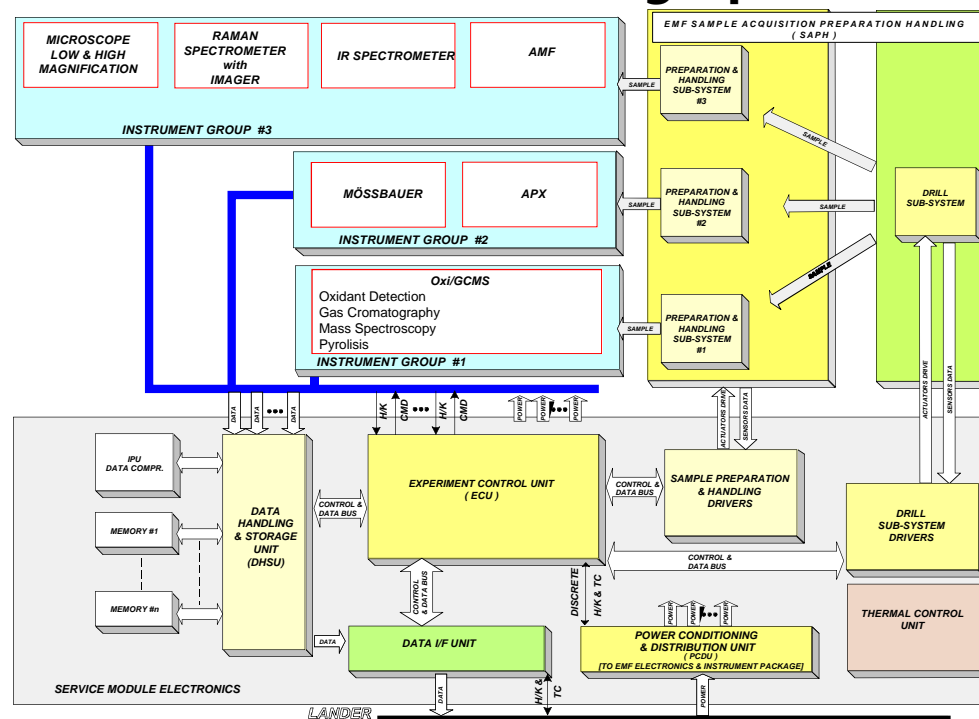 EMF SAMPLE ACQUISITION PREPARATION HANDLING
( SAPH )
MICROSCOPE
LOW & HIGH
MAGNIFICATION
RAMAN
SPECTROMETER
with
IMAGER
IR SPECTROMETER
AMF
INSTRUMENT GROUP  #3
SAMPLE
PREPARATION &
HANDLING
SUB-SYSTEM
#3
SAMPLE
MÖSSBAUER
APX
INSTRUMENT GROUP #2
SAMPLE
PREPARATION &
HANDLING
SUB-SYSTEM
#2
SAMPLE
DRILL
SUB-SYSTEM
SAMPLE
Oxi/GCMS
Oxidant Detection
Gas Cromatography
Mass Spectroscopy
Pyrolisis
INSTRUMENT GROUP #1
SAMPLE
PREPARATION &
HANDLING
SUB-SYSTEM
#1
ACTUATORS DRIVE
SENSORS DATA
DATA
DATA
...
DATA
H/K
CMD
...
H/K
CMD
POWER
POWER
...
POWER
ACTUATORS DRIVE
SENSORS DATA
IPU
DATA COMPR.
MEMORY #1
MEMORY #n
DATA
HANDLING
& STORAGE
UNIT
(DHSU)
CONTROL &
DATA BUS
EXPERIMENT CONTROL UNIT
( ECU )
CONTROL &
DATA BUS
SAMPLE PREPARATION
& HANDLING
DRIVERS
DRILL
SUB-SYSTEM
DRIVERS
CONTROL &
DATA BUS
CONTROL
& DATA BUS
DISCRETE
H/K & TC
POWER
POWER
...
POWER
THERMAL CONTROL
UNIT
DATA
DATA I/F UNIT
POWER CONDITIONING
& DISTRIBUTION UNIT
( PCDU )
[TO EMF ELECTRONICS & INSTRUMENT PACKAGE]
SERVICE MODULE ELECTRONICS
DATA
H/K &
TC
POWER
LANDER